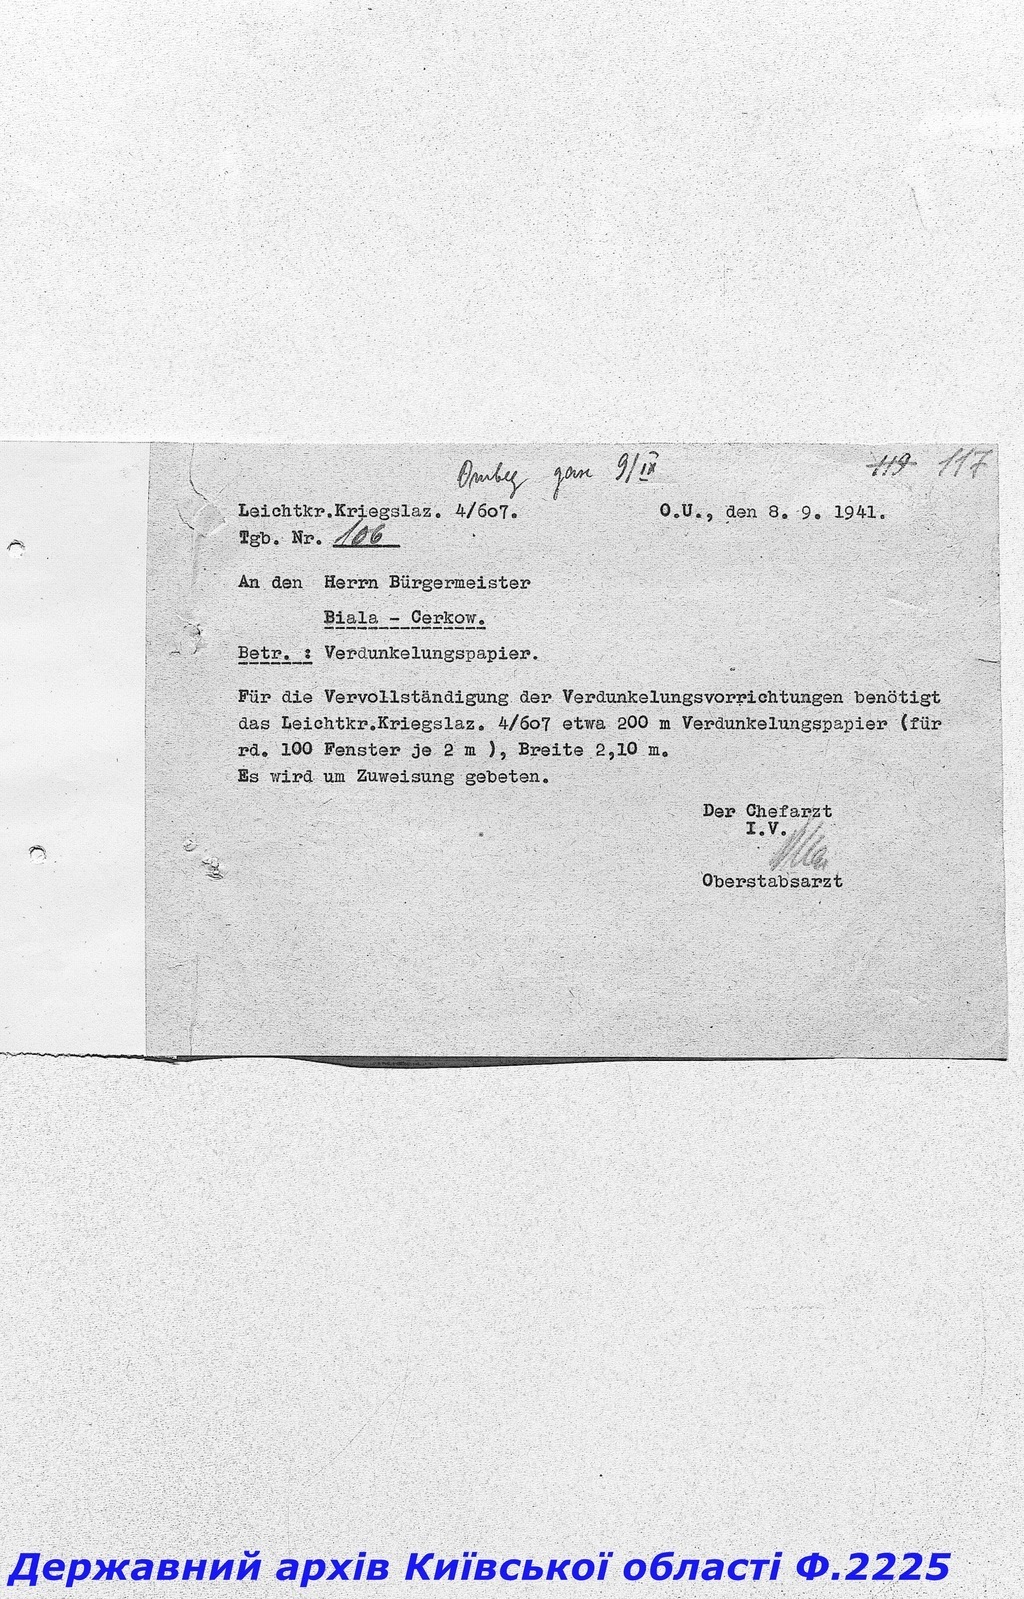 9/IX
119 117
Leichtkr.Kriegslaz. 4/607. O.U., den 8. 9. 1941.
Tgb. Nr. 106
An den Herrn Bürgermeister
Biala - Cerkow.
Betr. : Verdunkelungspapier.
Für die Vervollständigung der Verdunkelungsvorrichtungen benötigt
das Leichtkr.Kriegslaz. 4/607 etwa 200 m Verdunkelungspapier (für
rd. 100 Fenster je 2 m ), Breite 2,10 m.
Es wird um Zuweisung gebeten.
Der Chefarzt
I.V.
Oberstabsarzt
Державний архів Київської області Ф.2225